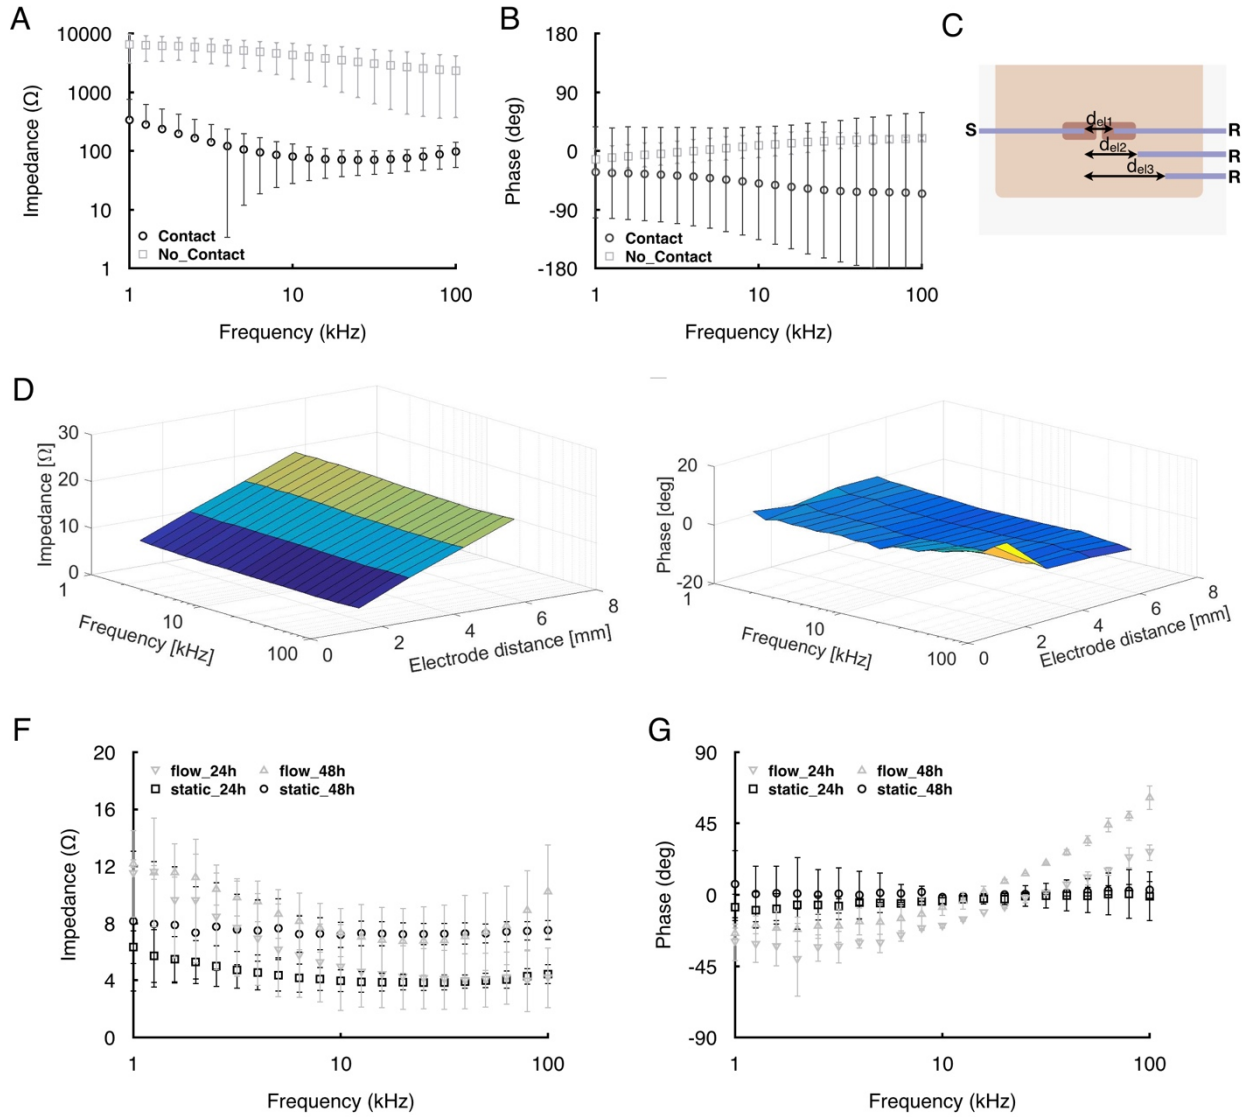 A
10000
1000
100
10
1
Impedance (Ω)
Contact
No_Contact
1
10
100
Frequency (kHz)
B
180
90
0
-90
-180
Phase (deg)
Contact
No_Contact
1
10
100
Frequency (kHz)
C
S
del1
R
del2
R
del3
R
D
30
20
10
0
Impedance [Ω]
1
10
100
Frequency [kHz]
0
2
4
6
8
Electrode distance [mm]
20
0
-20
Phase [deg]
1
10
100
Frequency [kHz]
0
2
4
6
8
Electrode distance [mm]
F
20
16
12
8
4
0
Impedance (Ω)
flow_24h
flow_48h
static_24h
static_48h
1
10
100
Frequency (kHz)
G
90
45
0
-45
-90
Phase (deg)
flow_24h
flow_48h
static_24h
static_48h
1
10
100
Frequency (kHz)